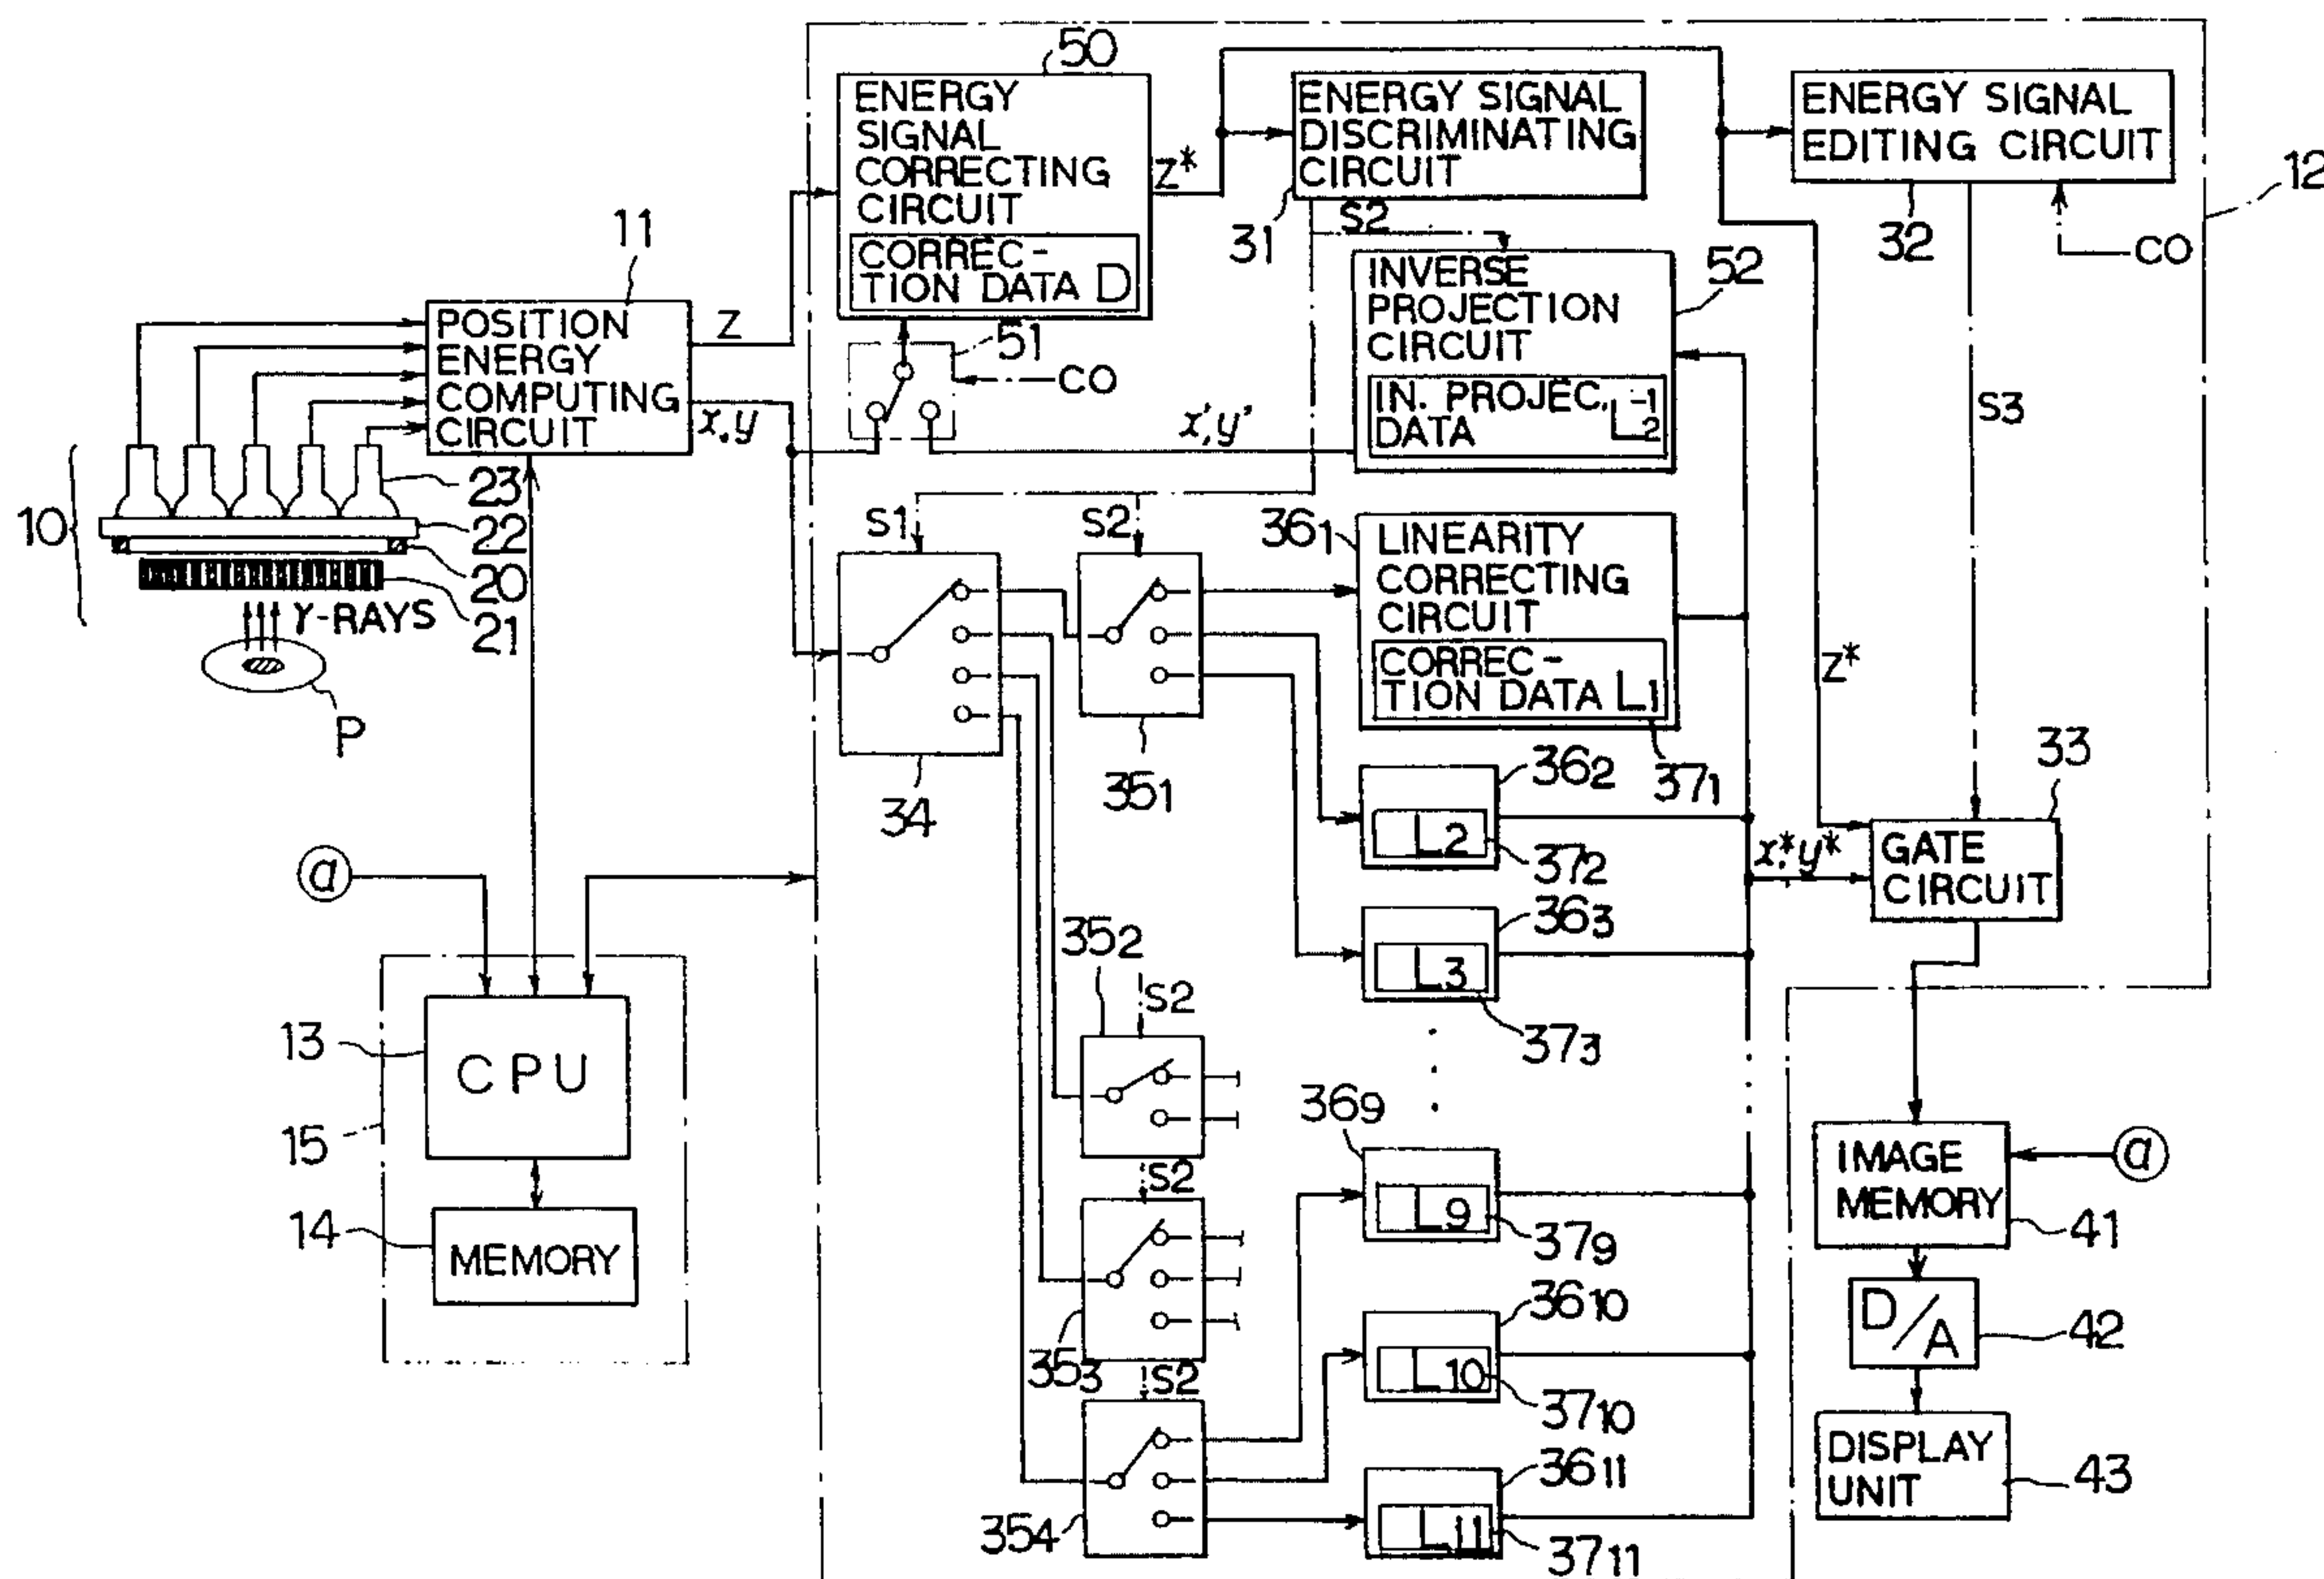 50
ENERGY
SIGNAL
CORRECTING
CIRCUIT
CORREC-
TION DATA D
Z*
ENERGY SIGNAL
DISCRIMINATING
CIRCUIT
31
S2
ENERGY SIGNAL
EDITING CIRCUIT
32
CO
12
11
POSITION
ENERGY
COMPUTING
CIRCUIT
Z
x,y
51
CO
x',y'
INVERSE
PROJECTION
CIRCUIT
IN. PROJEC.
DATA
L2-1
52
S3
10
23
22
20
21
γ-RAYS
P
S1
34
S2
351
361
LINEARITY
CORRECTING
CIRCUIT
CORREC-
TION DATA L1
371
Z*
362
L2
372
x*,y*
33
GATE
CIRCUIT
363
L3
373
a
13
CPU
15
14
MEMORY
352
S2
S2
353
S2
354
369
L9
379
3610
L10
3710
3611
L11
3711
IMAGE
MEMORY
a
41
D/A
42
DISPLAY
UNIT
43